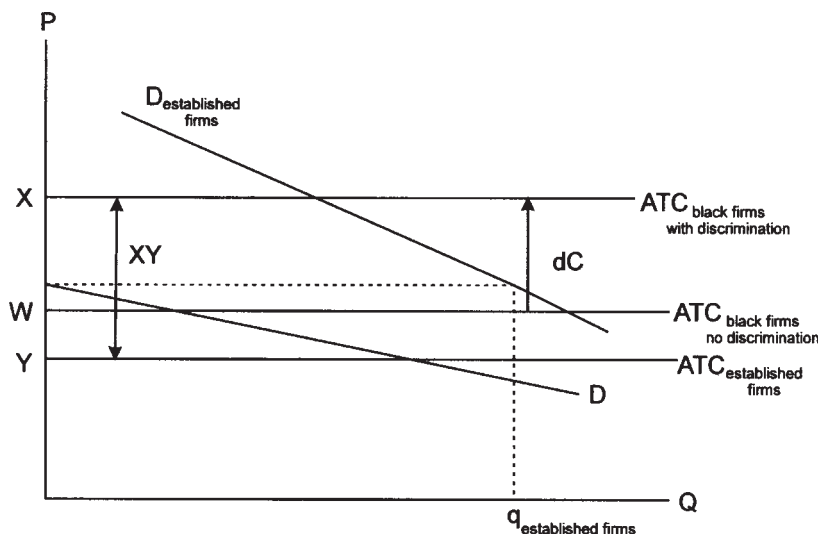 P
D established
firms
X
ATC black firms
with discrimination
XY
dC
W
ATC black firms
no discrimination
Y
ATC established
firms
D
Q
q established firms